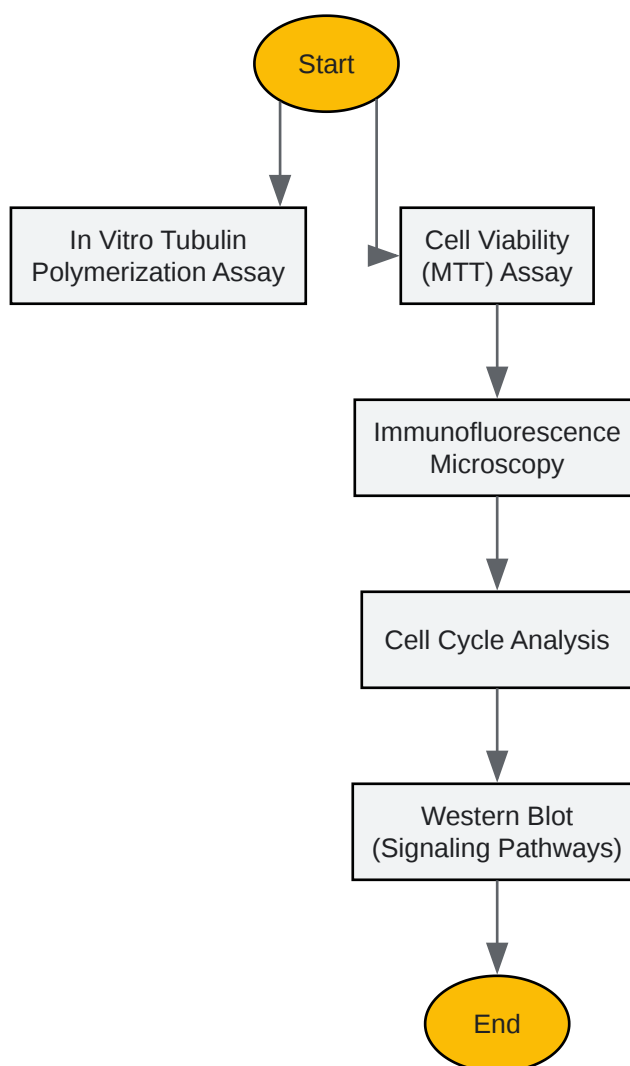 Start
In Vitro Tubulin
Polymerization Assay
Cell Viability
(MTT) Assay
Immunofluorescence
Microscopy
Cell Cycle Analysis
Western Blot
(Signaling Pathways)
End